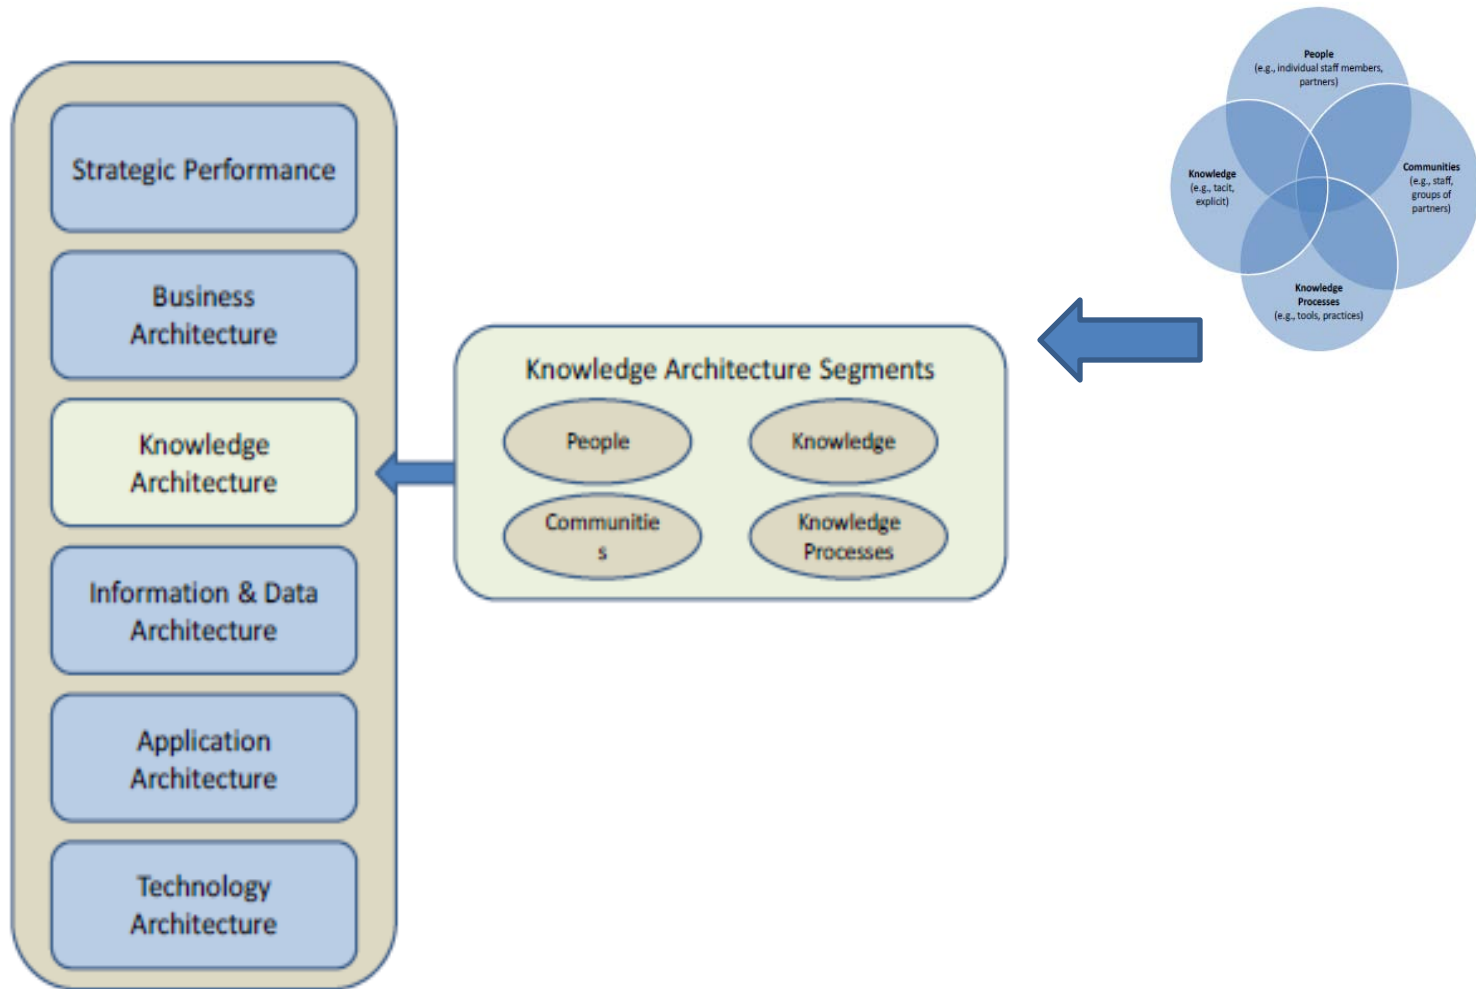 Strategic Performance
Business
Architecture
Knowledge
Architecture
Information & Data
Architecture
Application
Architecture
Technology
Architecture
Knowledge Architecture Segments
People
Knowledge
Communitie
s
Knowledge
Processes
People
(e.g., individual staff members,
partners)
Knowledge
(e.g., tacit,
explicit)
Communities
(e.g., staff,
groups of
partners)
Knowledge
Processes
(e.g., tools, practices)